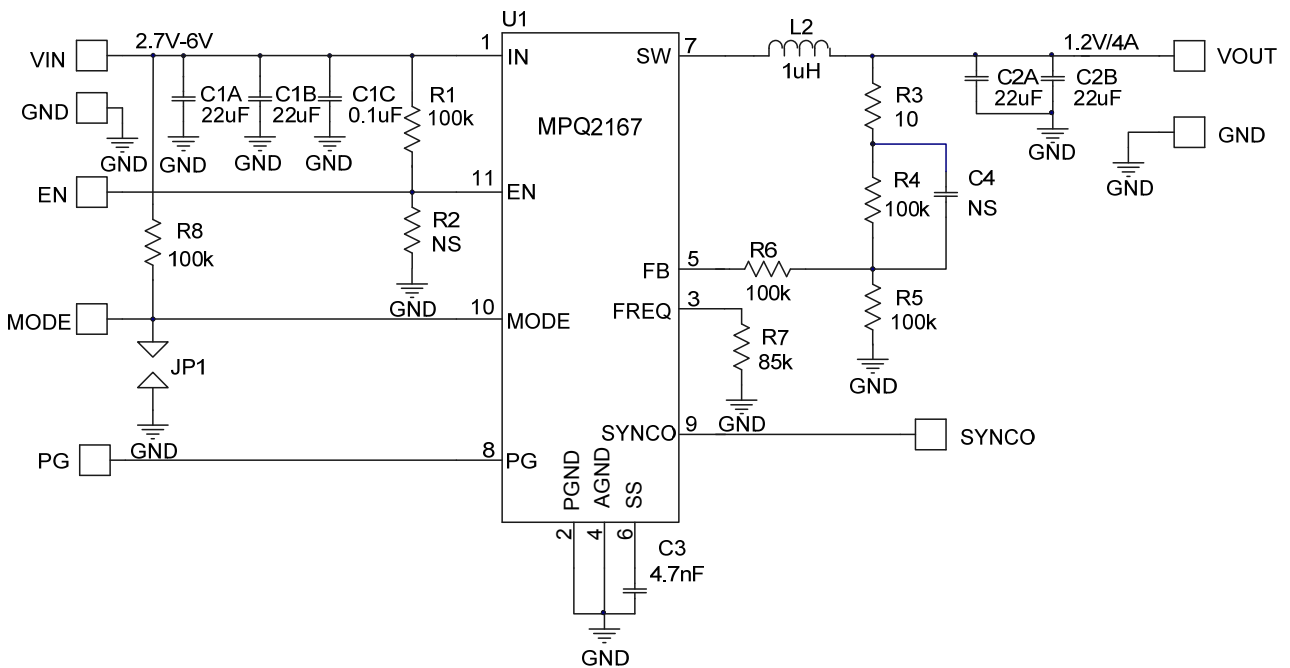 U1
VIN
2.7V-6V
1
IN
SW
7
L2
1uH
1.2V/4A
VOUT
GND
C1A
22uF
C1B
22uF
C1C
0.1uF
R1
100k
MPQ2167
R3
10
C2A
22uF
C2B
22uF
GND
GND
GND
GND
GND
GND
GND
EN
11
EN
R4
100k
C4
NS
R8
100k
R2
NS
GND
FB
5
R6
100k
R5
100k
GND
MODE
10
MODE
FREQ
3
R7
85k
GND
JP1
GND
PG
8
PG
SYNCO
9
SYNCO
PGND
AGND
SS
2
4
6
C3
4.7nF
GND